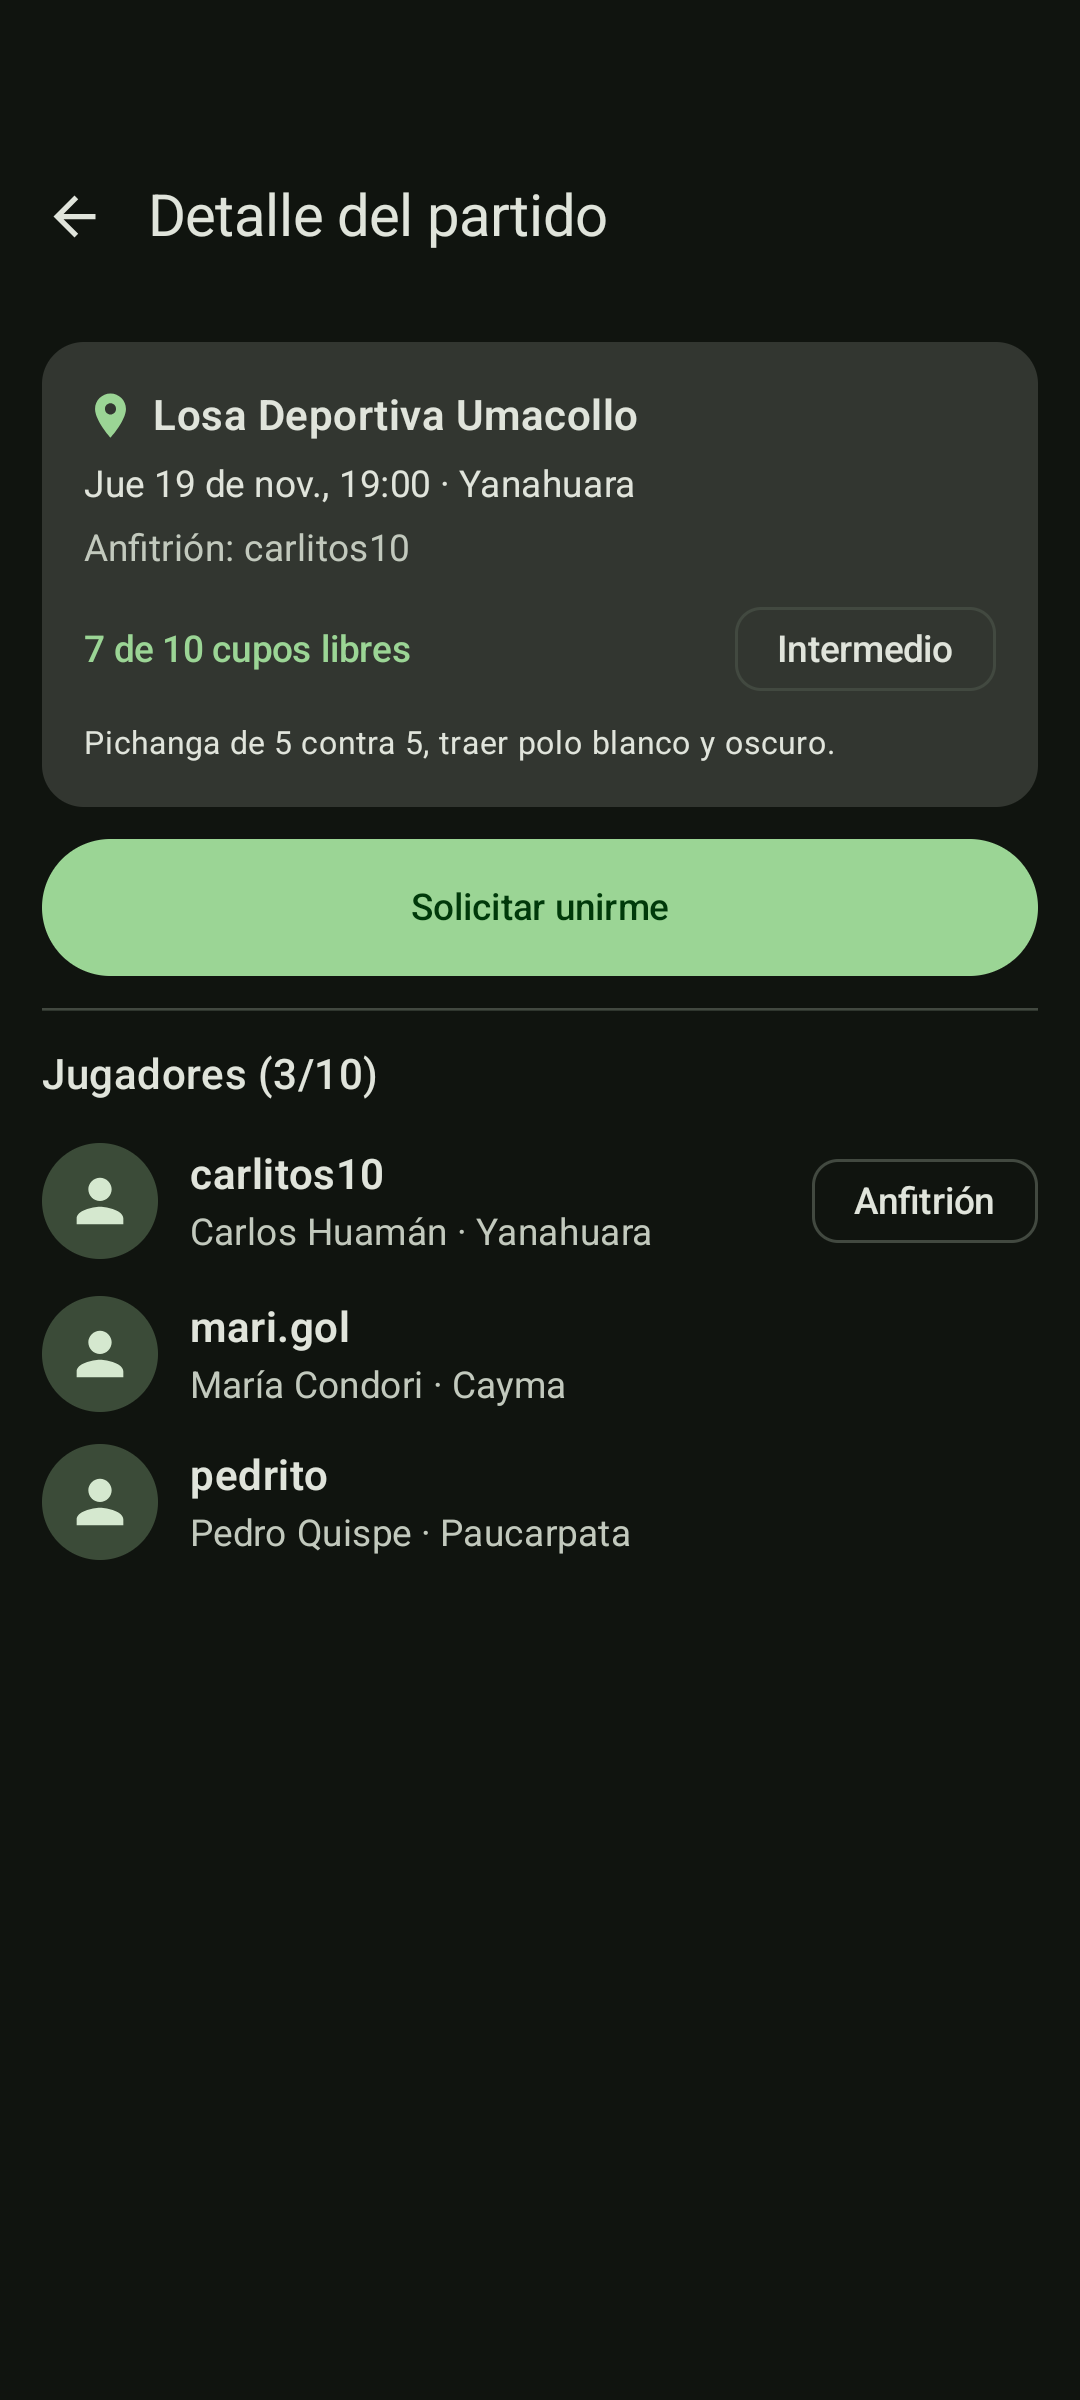 Detalle del partido
Losa Deportiva Umacollo
Jue 19 de nov., 19:00 · Yanahuara
Anfitrión: carlitos10
7 de 10 cupos libres
Intermedio
Pichanga de 5 contra 5, traer polo blanco y oscuro.
Solicitar unirme
Jugadores (3/10)
carlitos10
Carlos Huamán · Yanahuara
Anfitrión
mari.gol
María Condori · Cayma
pedrito
Pedro Quispe · Paucarpata